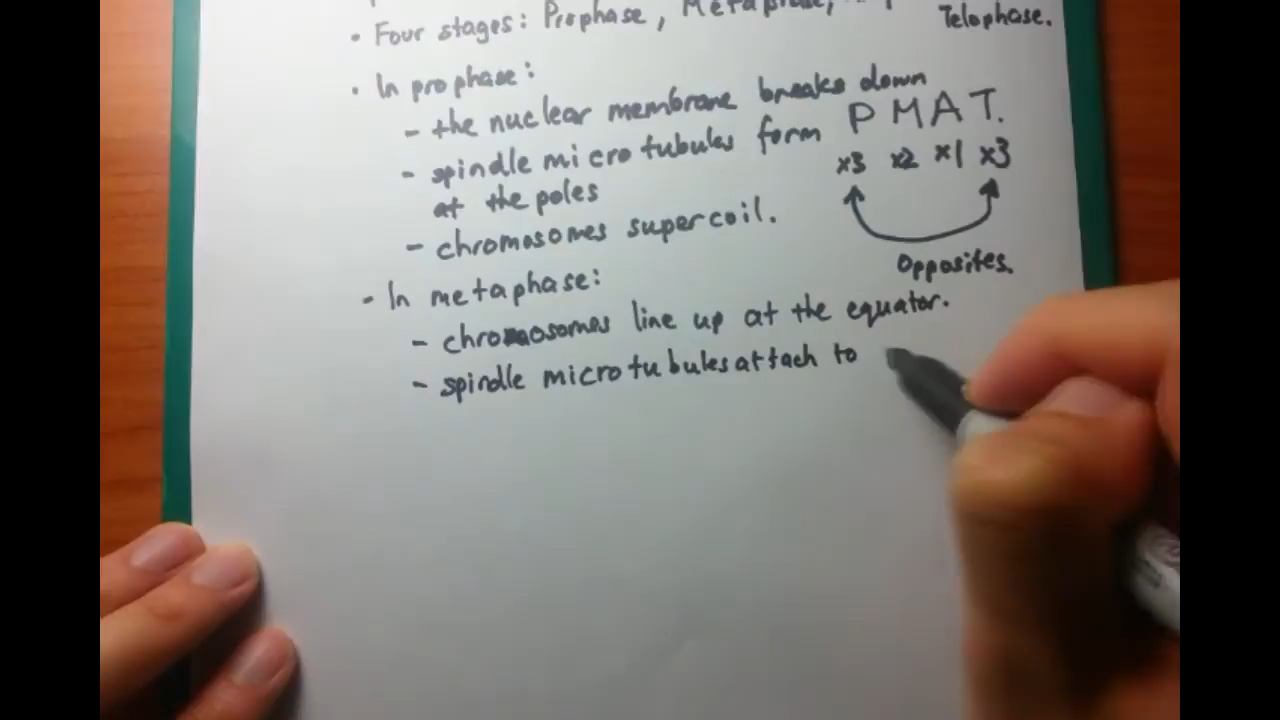 • Four stages: Prophase, Metaphase,
Telophase.
• In prophase:
- the nuclear membrane breaks down
- spindle microtubules form
at the poles
- chromosomes supercoil.
P M A T.
x3 x2 x1 x3
Opposites.
• In metaphase:
- chromosomes line up at the equator.
- spindle microtubules attach to